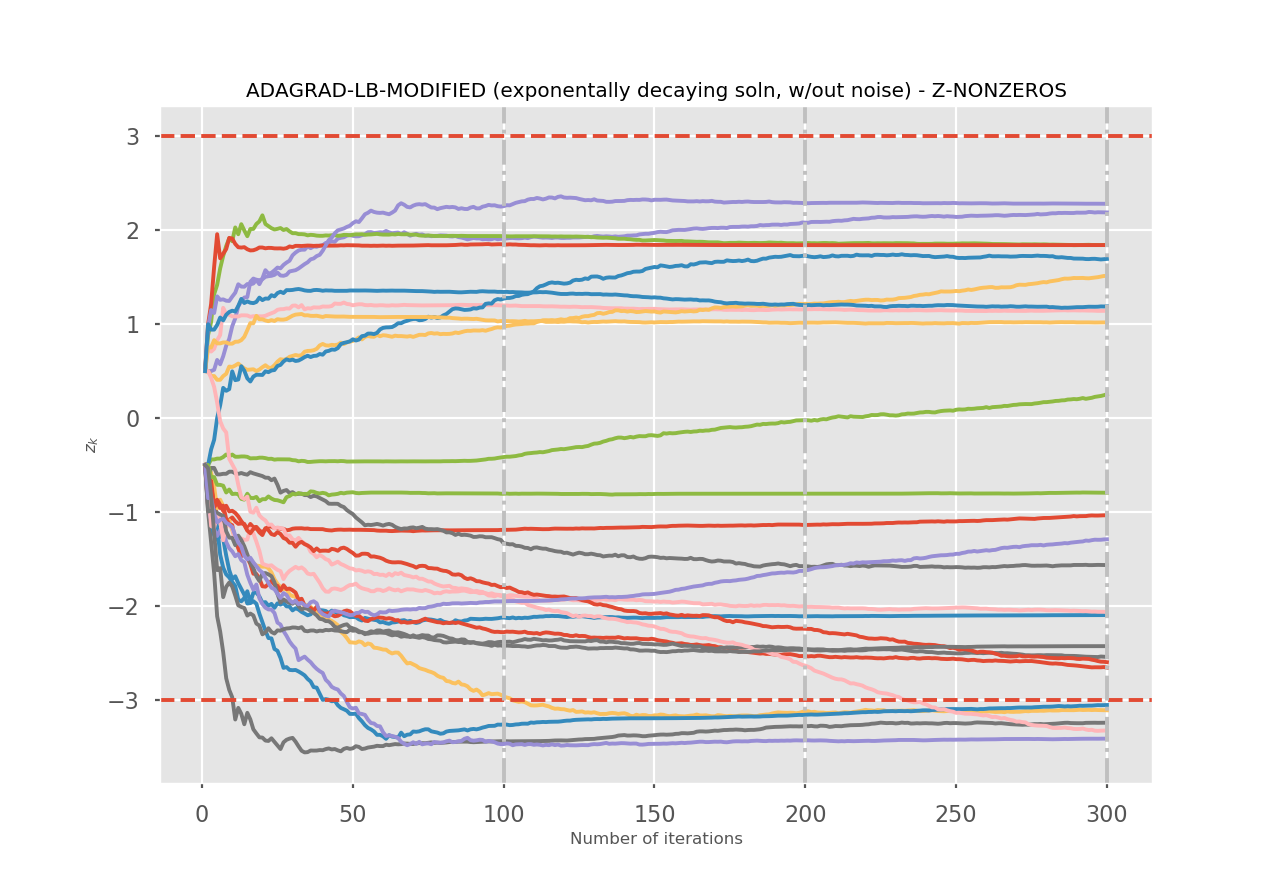 ADAGRAD-LB-MODIFIED (exponentially decaying soln, w/out noise) - Z-NONZEROS
3
2
1
0
−1
−2
−3
z_k
0 50 100 150 200 250 300
Number of iterations